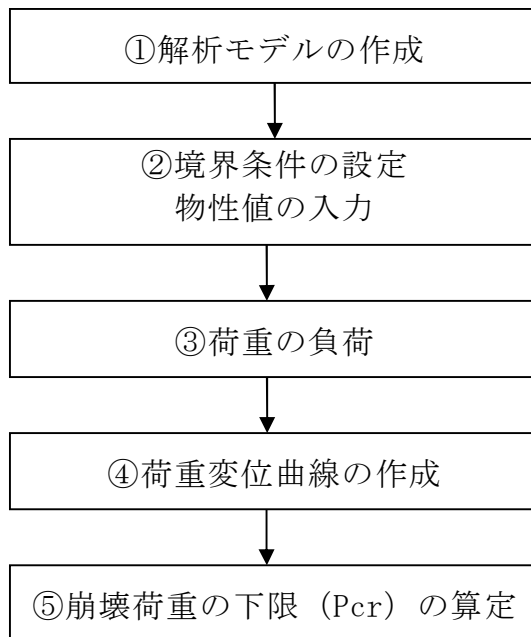 ①解析モデルの作成
②境界条件の設定
物性値の入力
③荷重の負荷
④荷重変位曲線の作成
⑤崩壊荷重の下限（Pcr）の算定